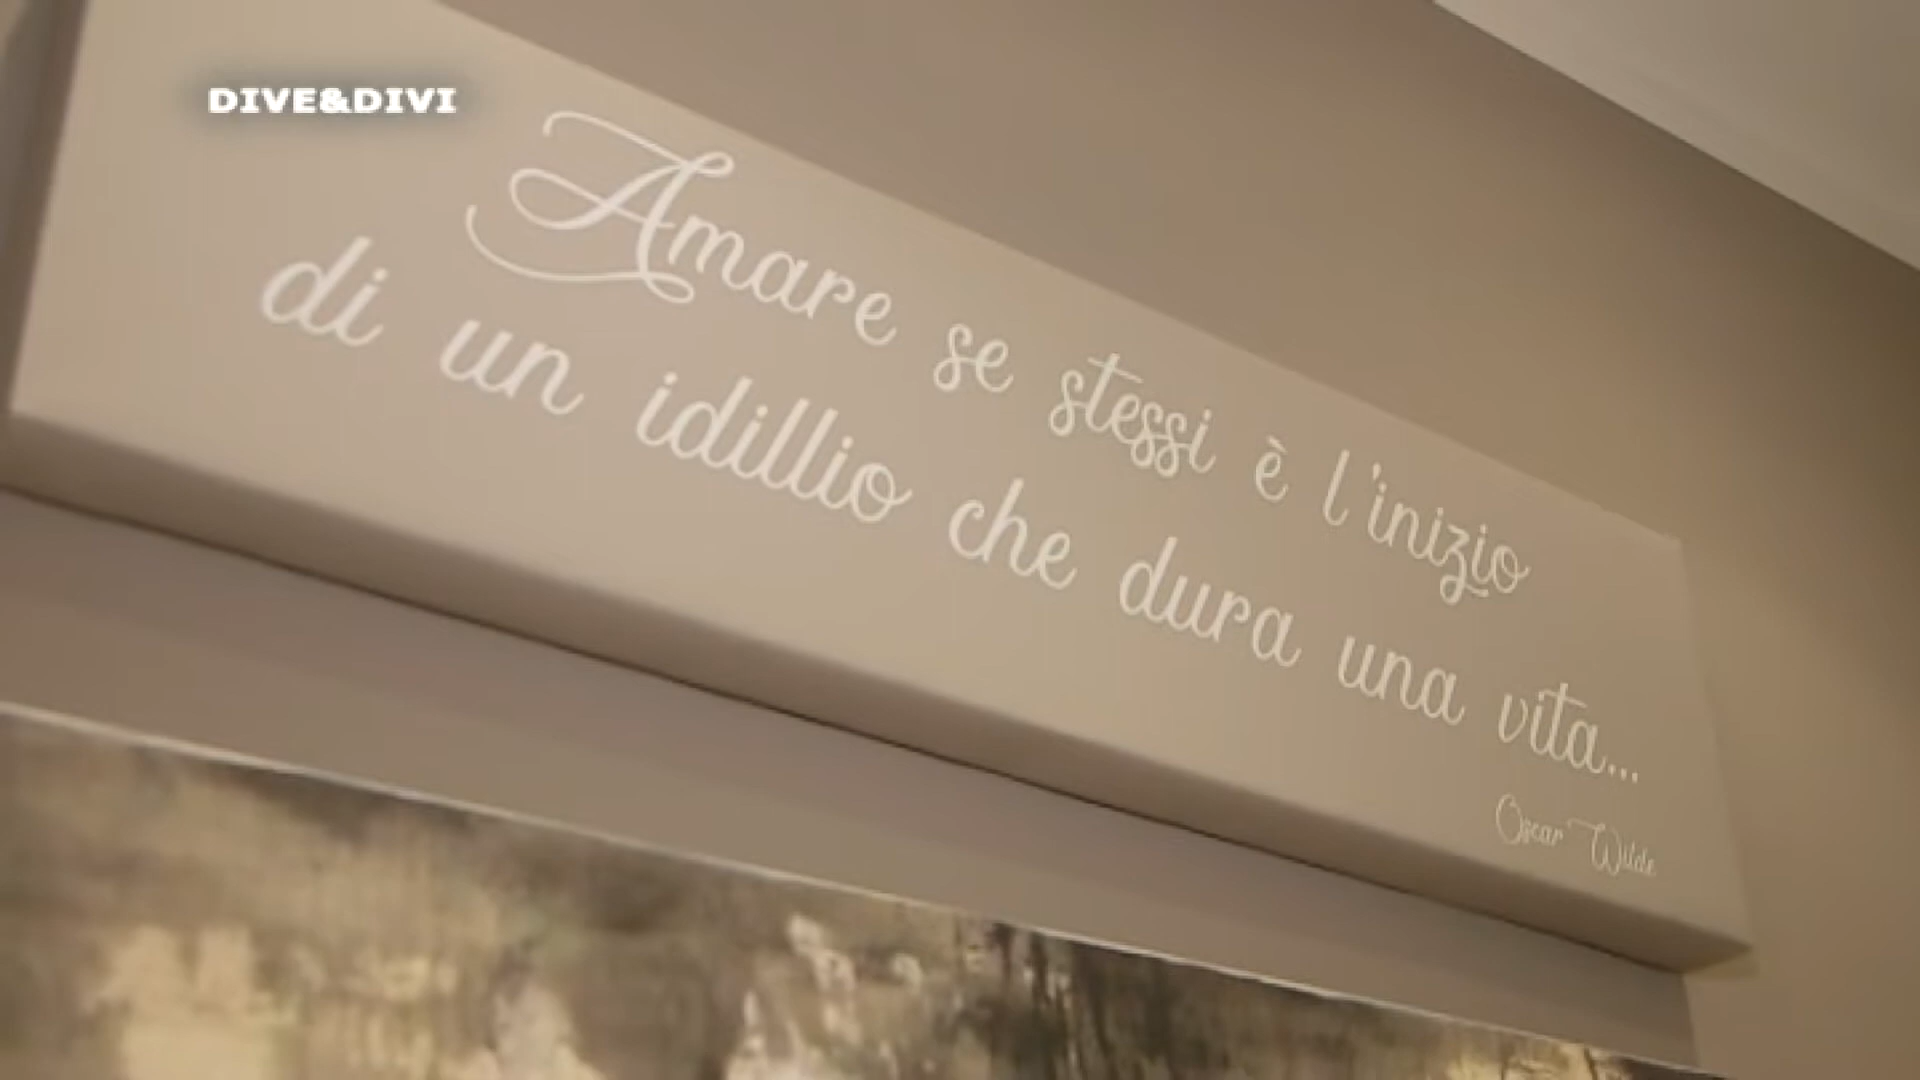 DIVE&DIVI
Amare se stessi è l'inizio
di un idillio che dura una vita...
Oscar Wilde